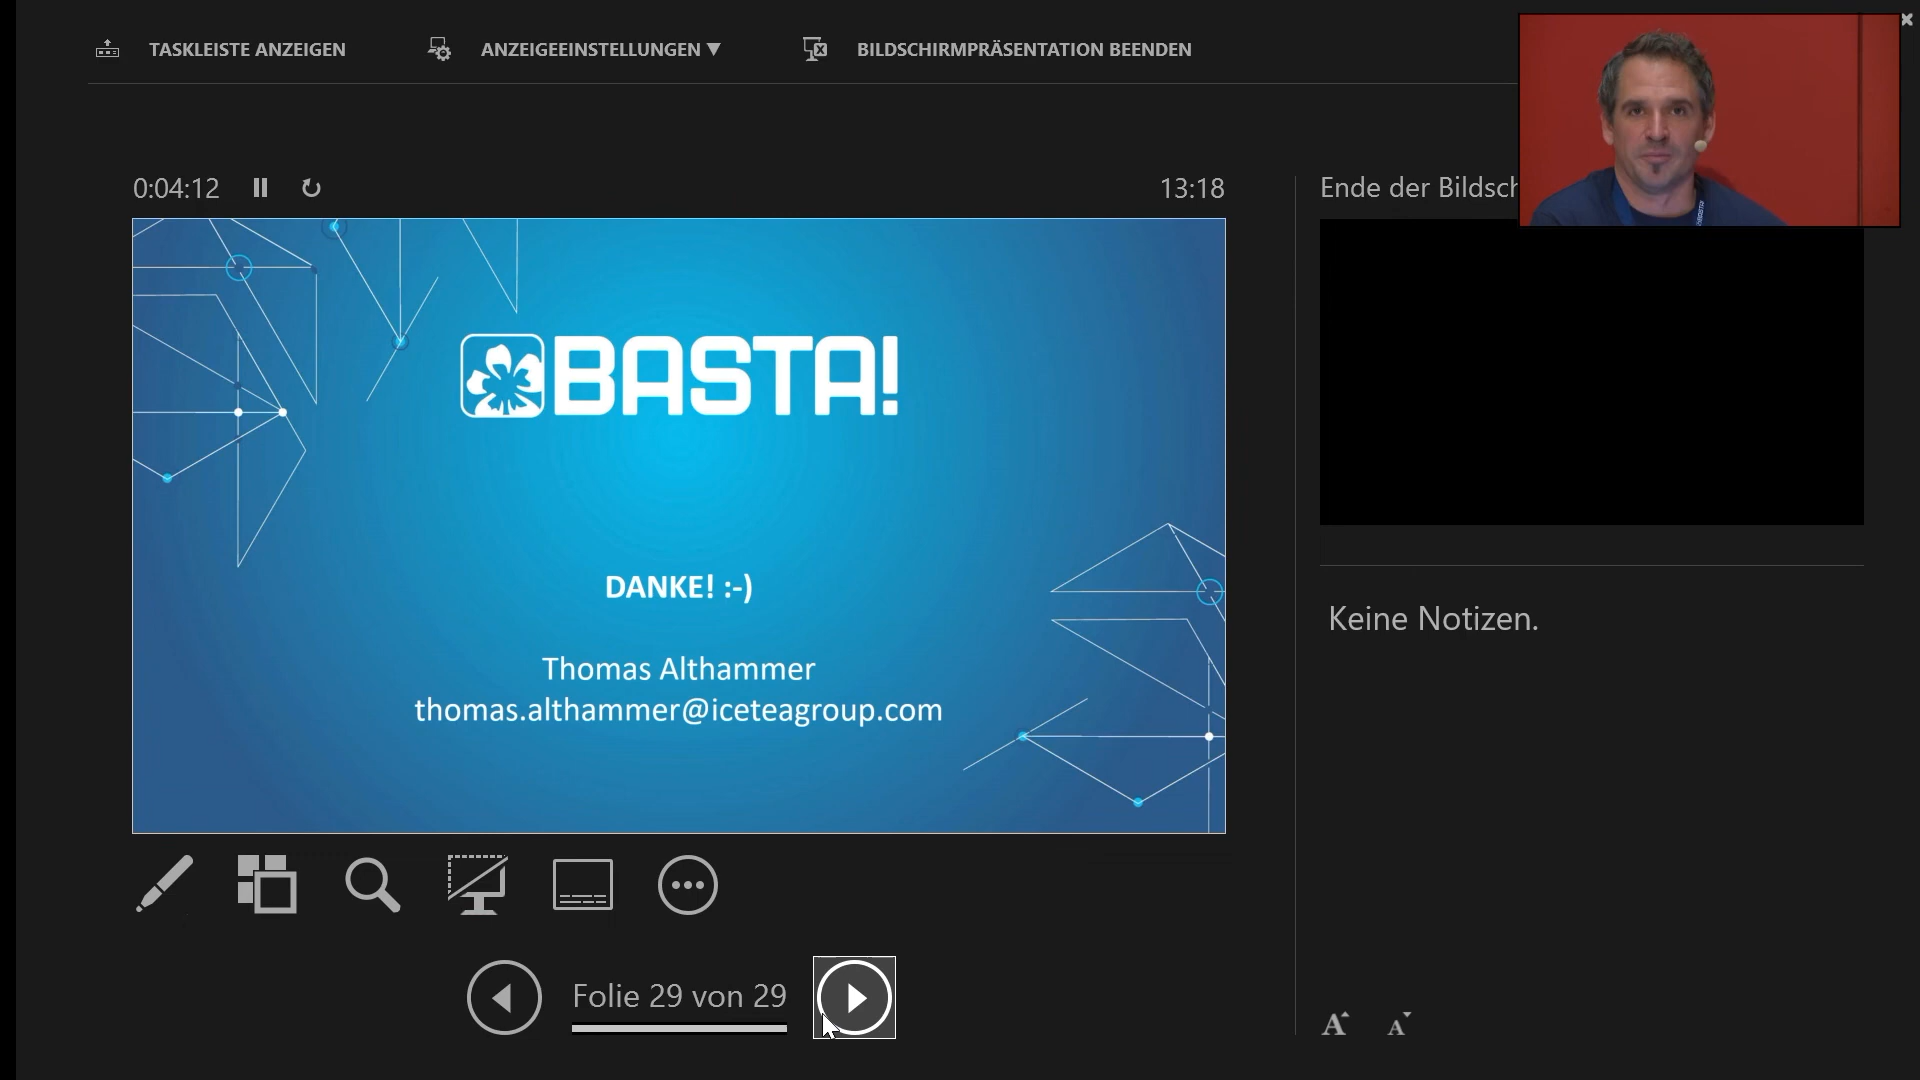 TASKLEISTE ANZEIGEN
ANZEIGEEINSTELLUNGEN ▼
BILDSCHIRMPRÄSENTATION BEENDEN
0:04:12
13:18
Ende der Bildsch
BASTA!
DANKE! :-)
Thomas Althammer
thomas.althammer@iceteagroup.com
Keine Notizen.
Folie 29 von 29
A
A